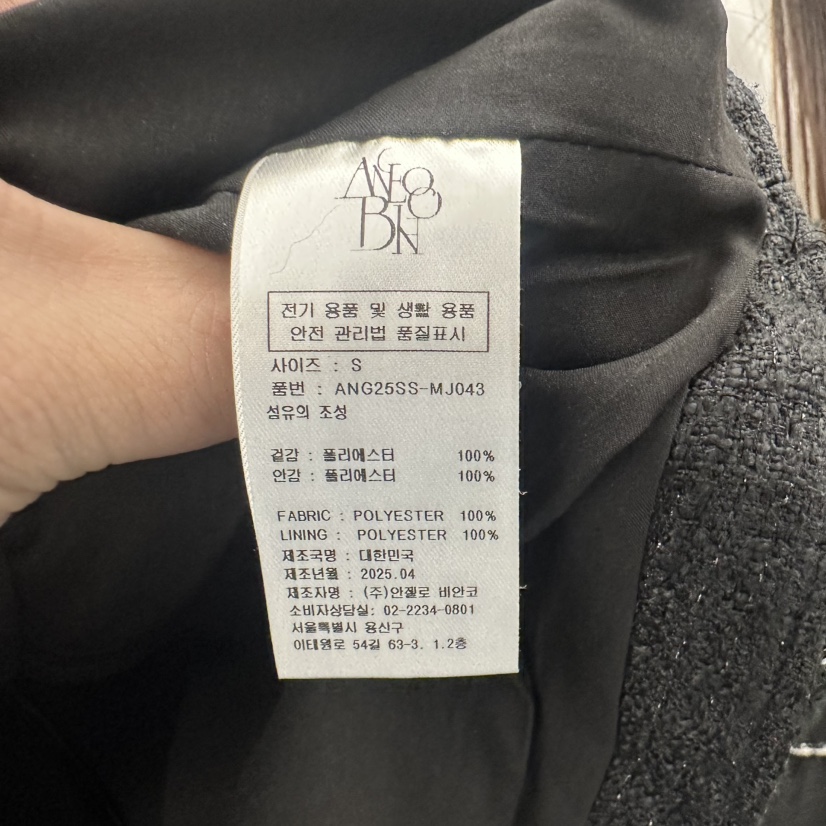 ANGELO
BIANCO
전기 용품 및 생활 용품
안전 관리법 품질표시
사이즈 : S
품번 : ANG25SS-MJ043
섬유의 조성
겉감 : 폴리에스터 100%
안감 : 폴리에스터 100%
FABRIC : POLYESTER 100%
LINING : POLYESTER 100%
제조국명 : 대한민국
제조년월 : 2025.04
제조자명 : (주)안젤로 비안코
소비자상담실: 02-2234-0801
서울특별시 용산구
이태원로 54길 63-3. 1.2층